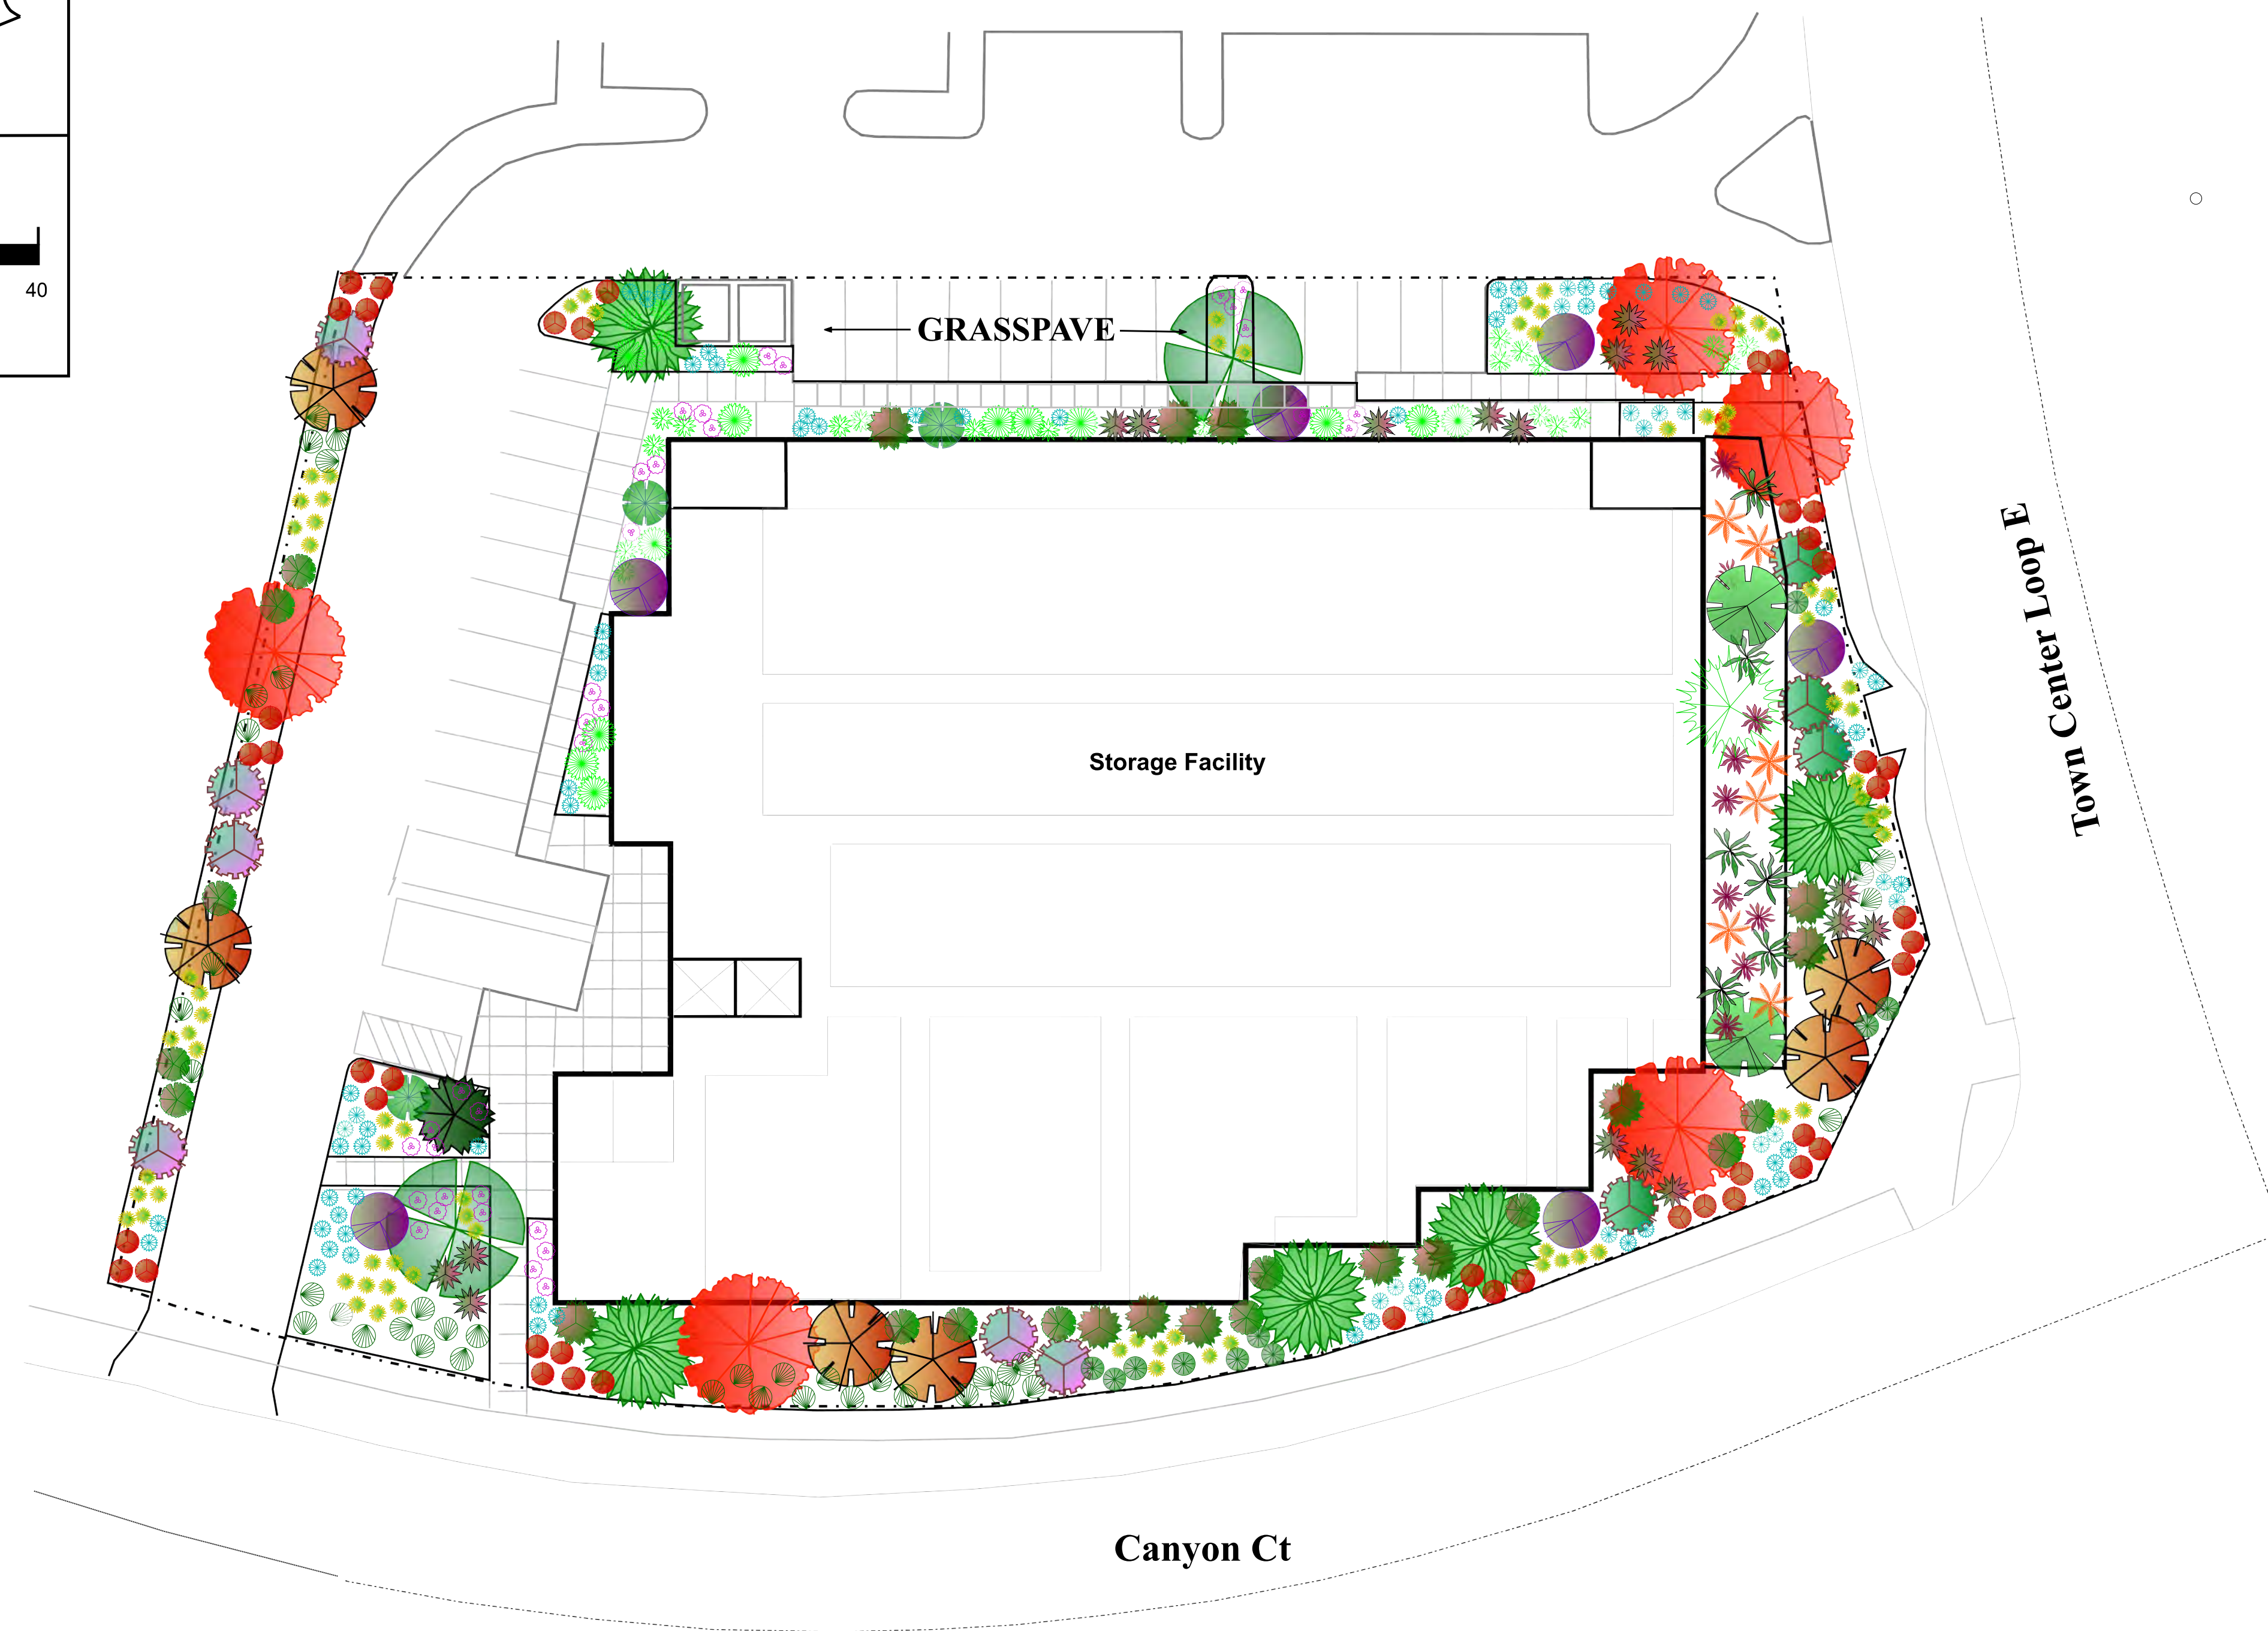 40
GRASSPAVE
Town Center Loop E
Storage Facility
Canyon Ct